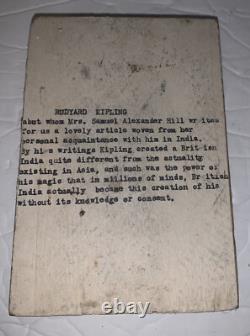 RUDYARD KIPLING
abut whom Mrs. Samuel Alexander Hill writes
for us a lovely article woven from her
personal acquaintance with him in India.
By his writings Kipling created a British
India quite different from the actuality
existing in Asia, and such was the power of
his magic that in millions of minds, British
India actually became this creation of his
without its knowledge or consent.